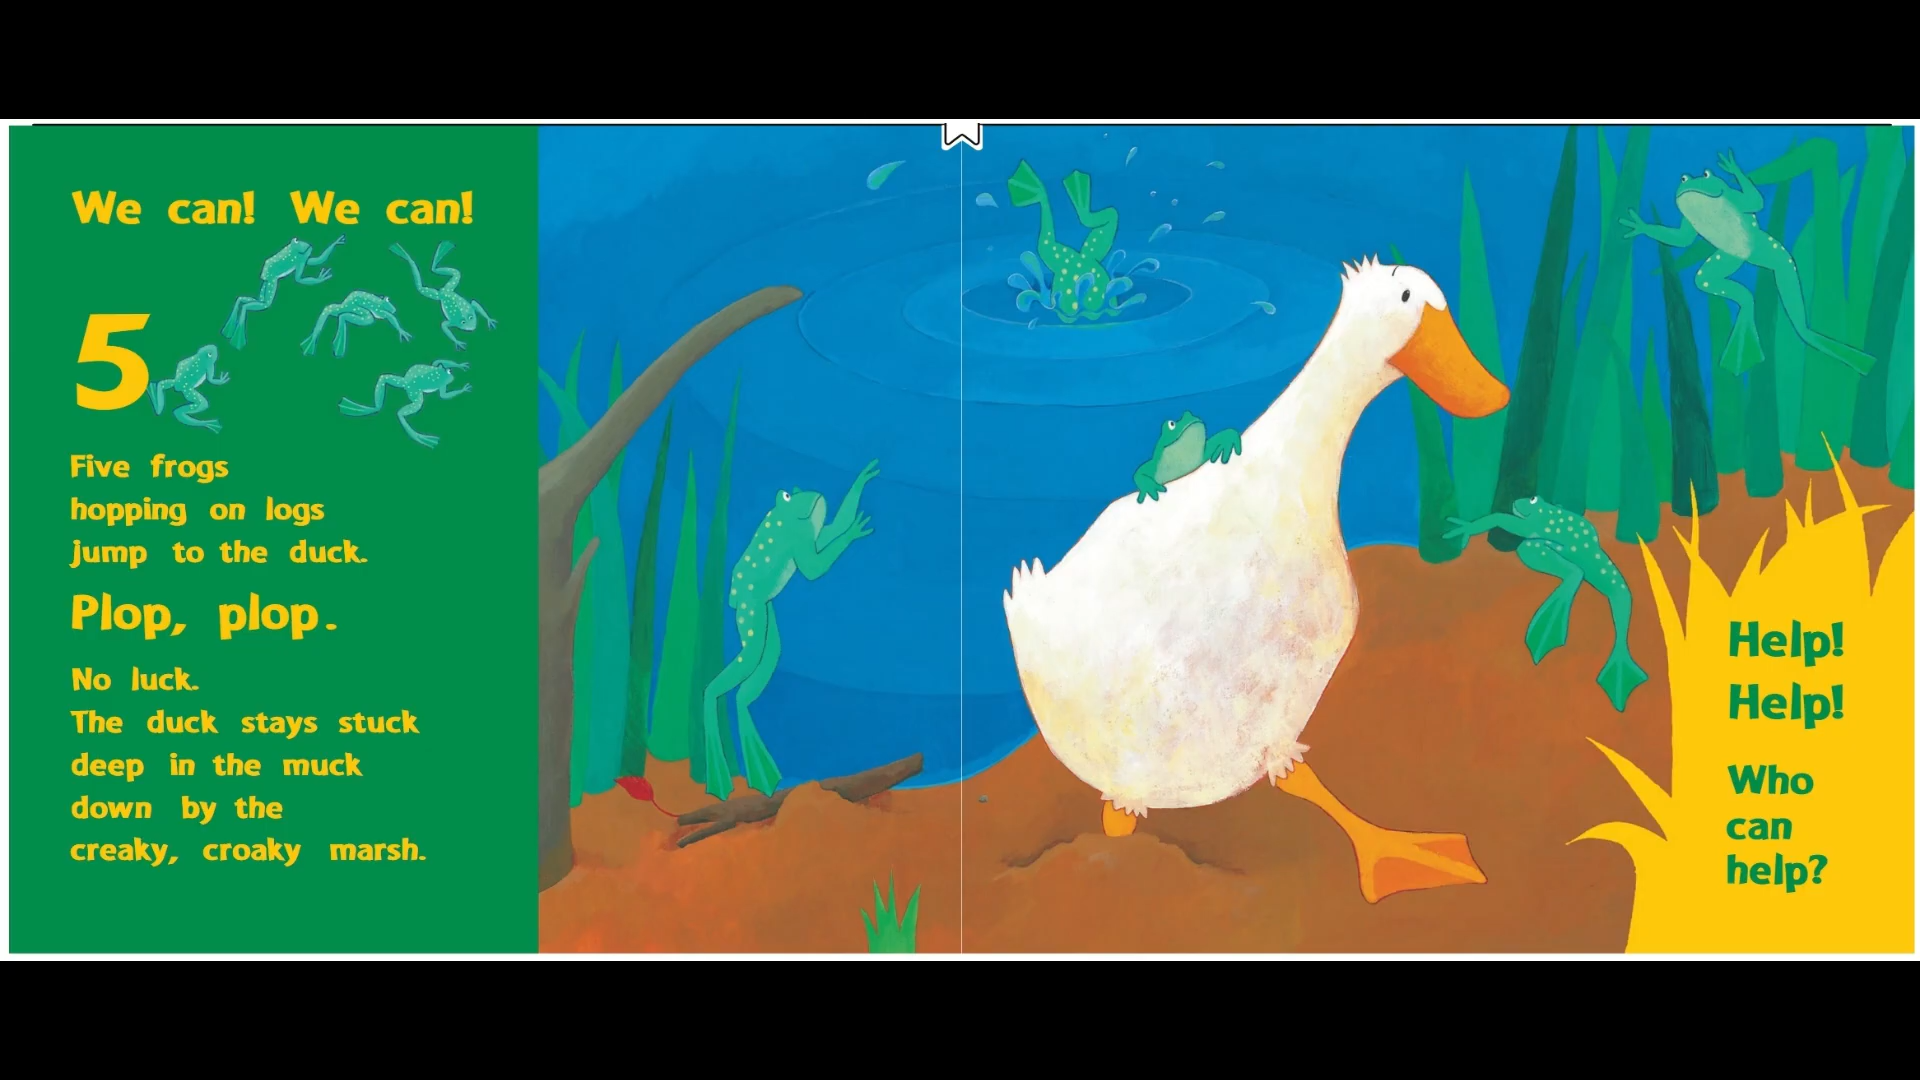 We can! We can!
5
Five frogs
hopping on logs
jump to the duck.
Plop, plop.
No luck.
The duck stays stuck
deep in the muck
down by the
creaky, croaky marsh.
Help!
Help!
Who
can
help?